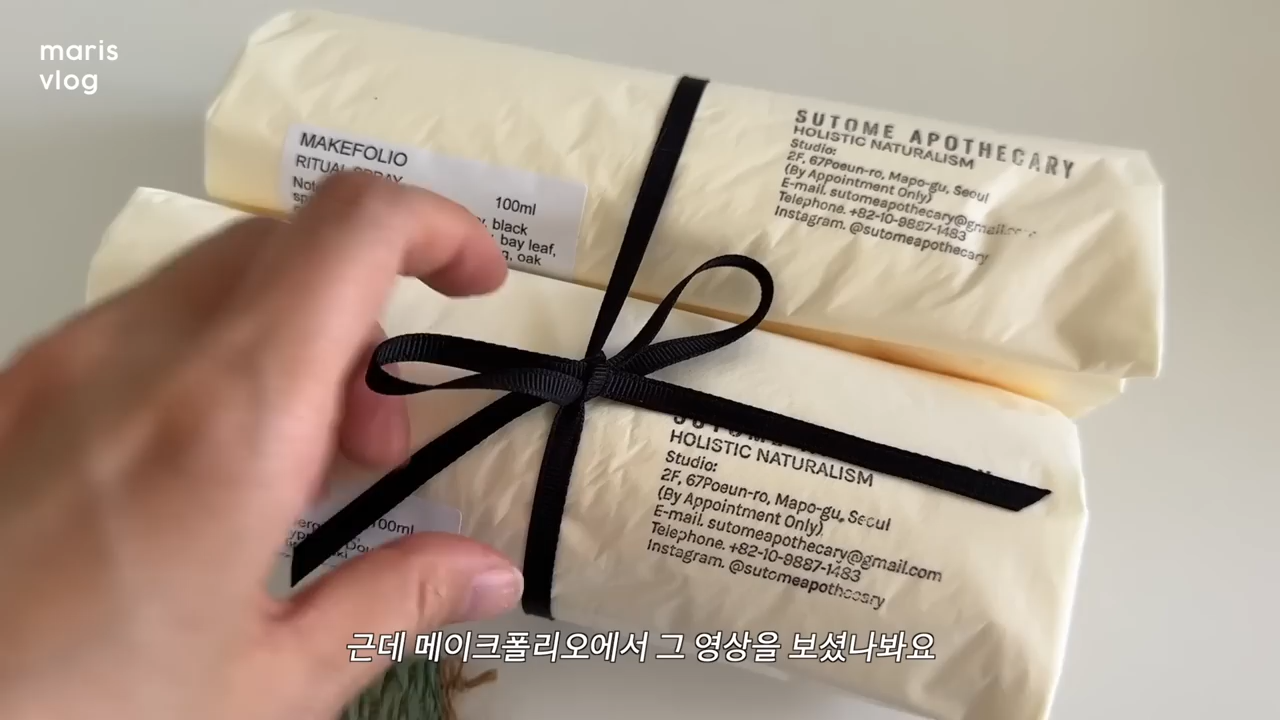 maris
vlog
MAKEFOLIO
RITUAL SPRAY
100ml
black
bay leaf,
oak
SUTOME APOTHECARY
HOLISTIC NATURALISM
Studio:
2F, 67Poeun-ro, Mapo-gu, Seoul
(By Appointment Only)
E-mail. sutomeapothecary@gmail.com
Telephone. +82-10-9887-1483
Instagram. @sutomeapothecary
HOLISTIC NATURALISM
Studio:
2F, 67Poeun-ro, Mapo-gu, Seoul
(By Appointment Only)
E-mail. sutomeapothecary@gmail.com
Telephone. +82-10-9887-1483
Instagram. @sutomeapothecary
100ml
근데 메이크폴리오에서 그 영상을 보셨나봐요